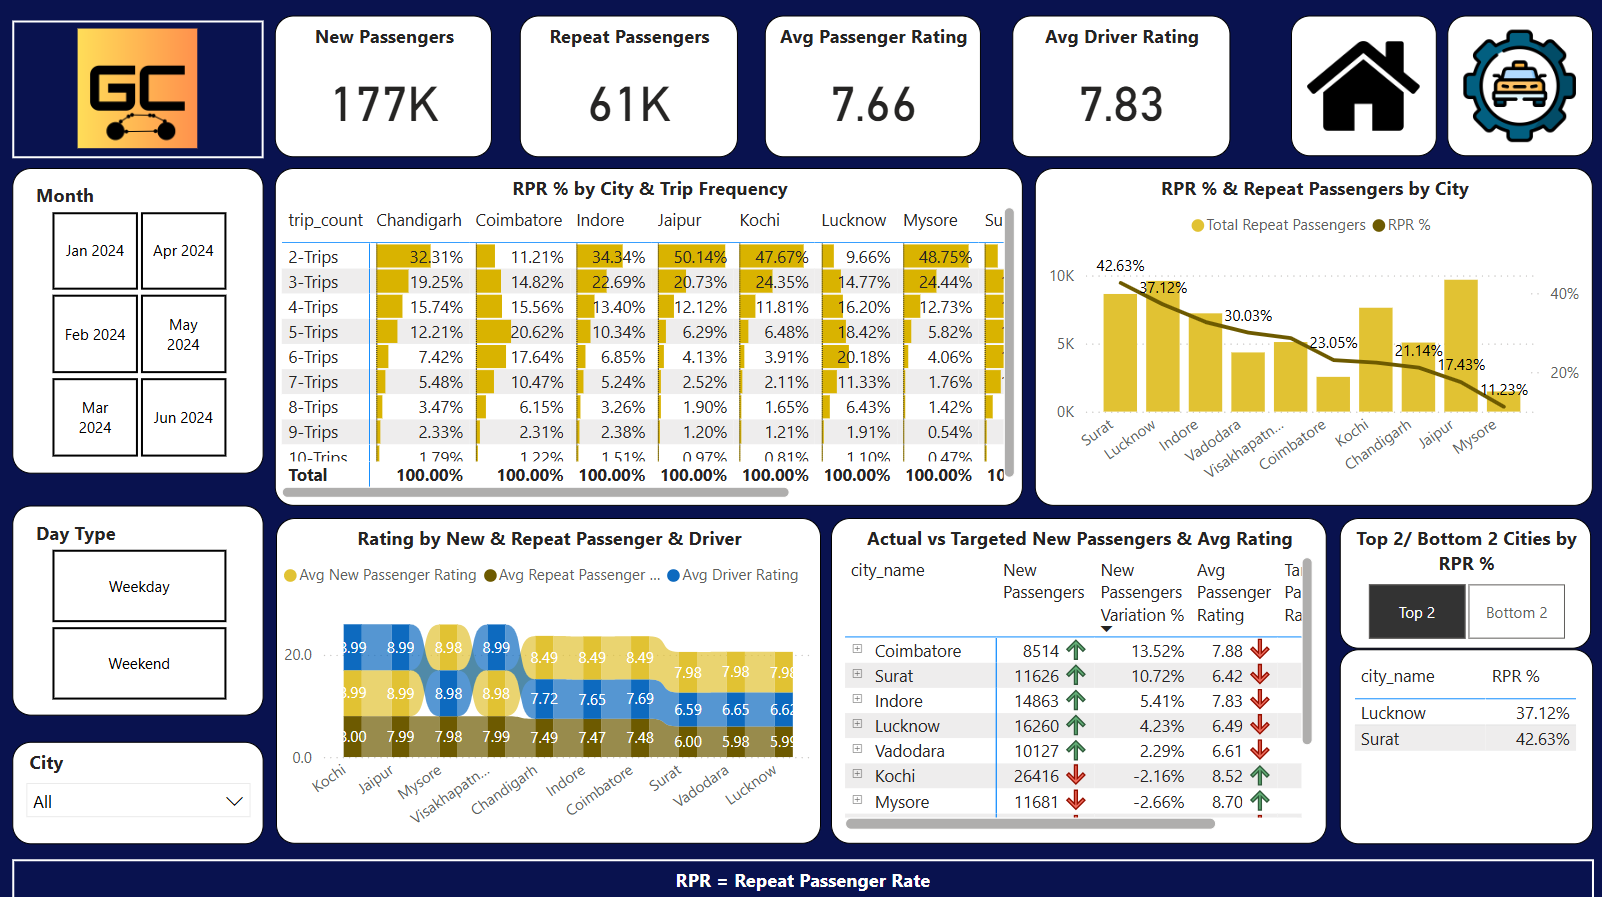 GC
New Passengers
177K
Repeat Passengers
61K
Avg Passenger Rating
7.66
Avg Driver Rating
7.83
Month
Jan 2024
Apr 2024
Feb 2024
May
2024
Mar
2024
Jun 2024
Day Type
Weekday
Weekend
City
All
RPR % by City & Trip Frequency
trip_count Chandigarh Coimbatore Indore Jaipur Kochi Lucknow Mysore Su
2-Trips 32.31% 11.21% 34.34% 50.14% 47.67% 9.66% 48.75%
3-Trips 19.25% 14.82% 22.69% 20.73% 24.35% 14.77% 24.44%
4-Trips 15.74% 15.56% 13.40% 12.12% 11.81% 16.20% 12.73%
5-Trips 12.21% 20.62% 10.34% 6.29% 6.48% 18.42% 5.82%
6-Trips 7.42% 17.64% 6.85% 4.13% 3.91% 20.18% 4.06%
7-Trips 5.48% 10.47% 5.24% 2.52% 2.11% 11.33% 1.76%
8-Trips 3.47% 6.15% 3.26% 1.90% 1.65% 6.43% 1.42%
9-Trips 2.33% 2.31% 2.38% 1.20% 1.21% 1.91% 0.54%
10-Trips 1.79% 1.22% 1.51% 0.97% 0.81% 1.10% 0.47%
Total 100.00% 100.00% 100.00% 100.00% 100.00% 100.00% 100.00% 10
RPR % & Repeat Passengers by City
Total Repeat Passengers RPR %
10K
5K
0K
42.63%
37.12%
30.03%
23.05%
21.14%
17.43%
11.23%
40%
20%
Surat
Lucknow
Indore
Vadodara
Visakhapatn...
Coimbatore
Kochi
Chandigarh
Jaipur
Mysore
Rating by New & Repeat Passenger & Driver
Avg New Passenger Rating Avg Repeat Passenger ... Avg Driver Rating
20.0
0.0
8.99 8.99 8.98 8.99 8.49 8.49 8.49 7.98 7.98 7.98
8.99 8.99 8.98 8.98 7.72 7.65 7.69 6.59 6.65 6.62
8.00 7.99 7.98 7.99 7.49 7.47 7.48 6.00 5.98 5.99
Kochi
Jaipur
Mysore
Visakhapatn...
Chandigarh
Indore
Coimbatore
Surat
Vadodara
Lucknow
Actual vs Targeted New Passengers & Avg Rating
city_name New Passengers New Passengers Variation % Avg Passenger Rating Ta Pa Ra
Coimbatore 8514 13.52% 7.88
Surat 11626 10.72% 6.42
Indore 14863 5.41% 7.83
Lucknow 16260 4.23% 6.49
Vadodara 10127 2.29% 6.61
Kochi 26416 -2.16% 8.52
Mysore 11681 -2.66% 8.70
Top 2/ Bottom 2 Cities by
RPR %
Top 2
Bottom 2
city_name RPR %
Lucknow 37.12%
Surat 42.63%
RPR = Repeat Passenger Rate